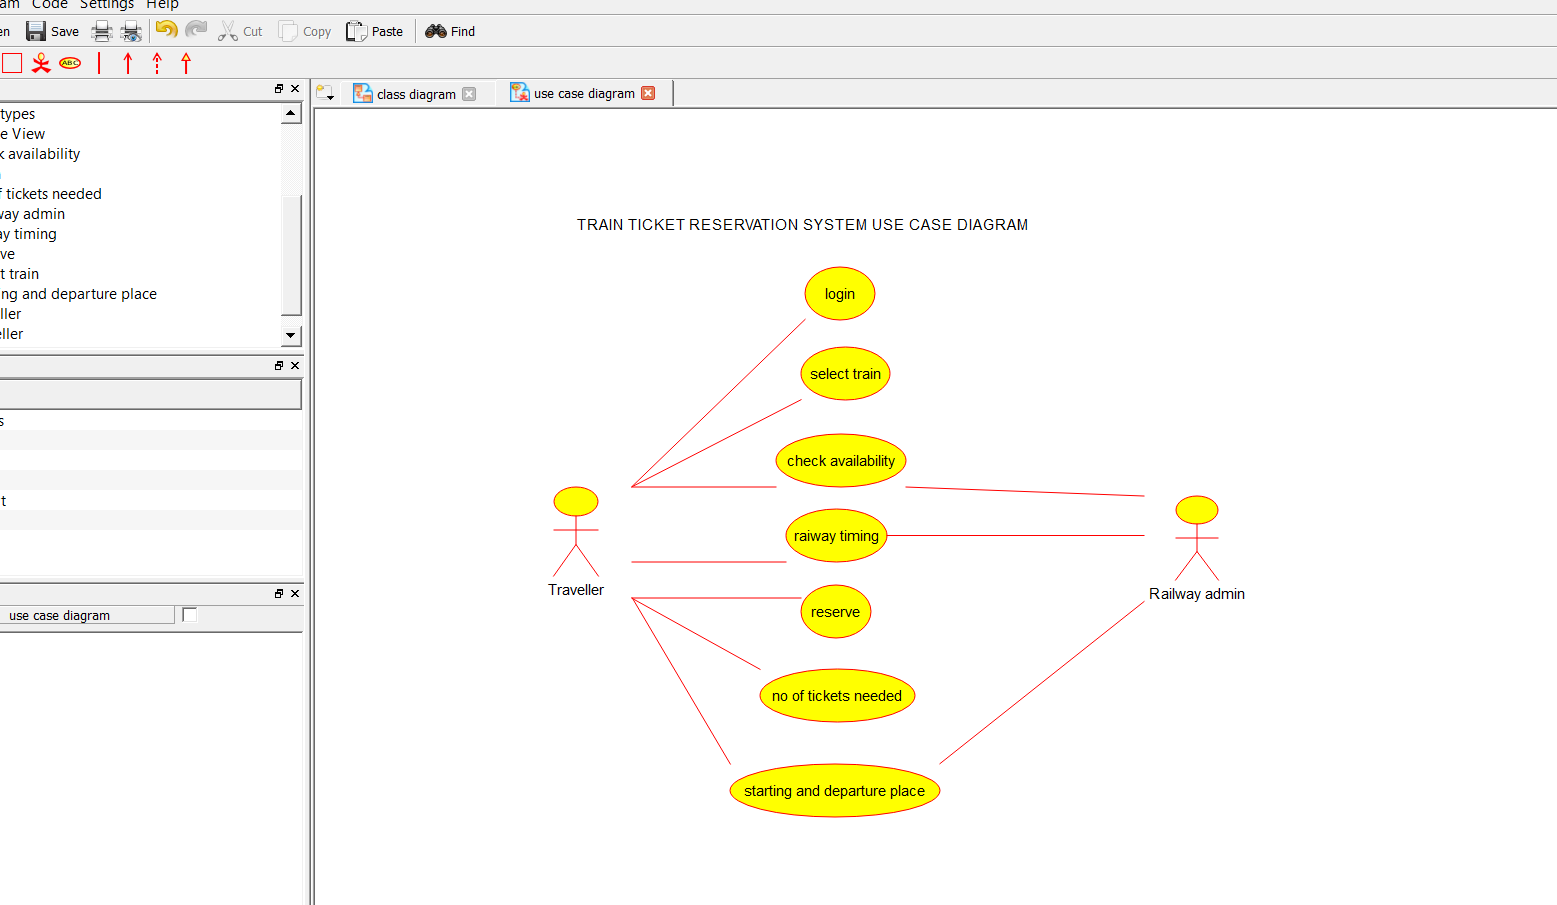 am Code Settings Help
en Save Cut Copy Paste Find
ABC
class diagram use case diagram
types
e View
k availability
f tickets needed
way admin
ay timing
ve
t train
ng and departure place
ller
eller
s
t
use case diagram
TRAIN TICKET RESERVATION SYSTEM USE CASE DIAGRAM
login
select train
check availability
raiway timing
Traveller
Railway admin
reserve
no of tickets needed
starting and departure place